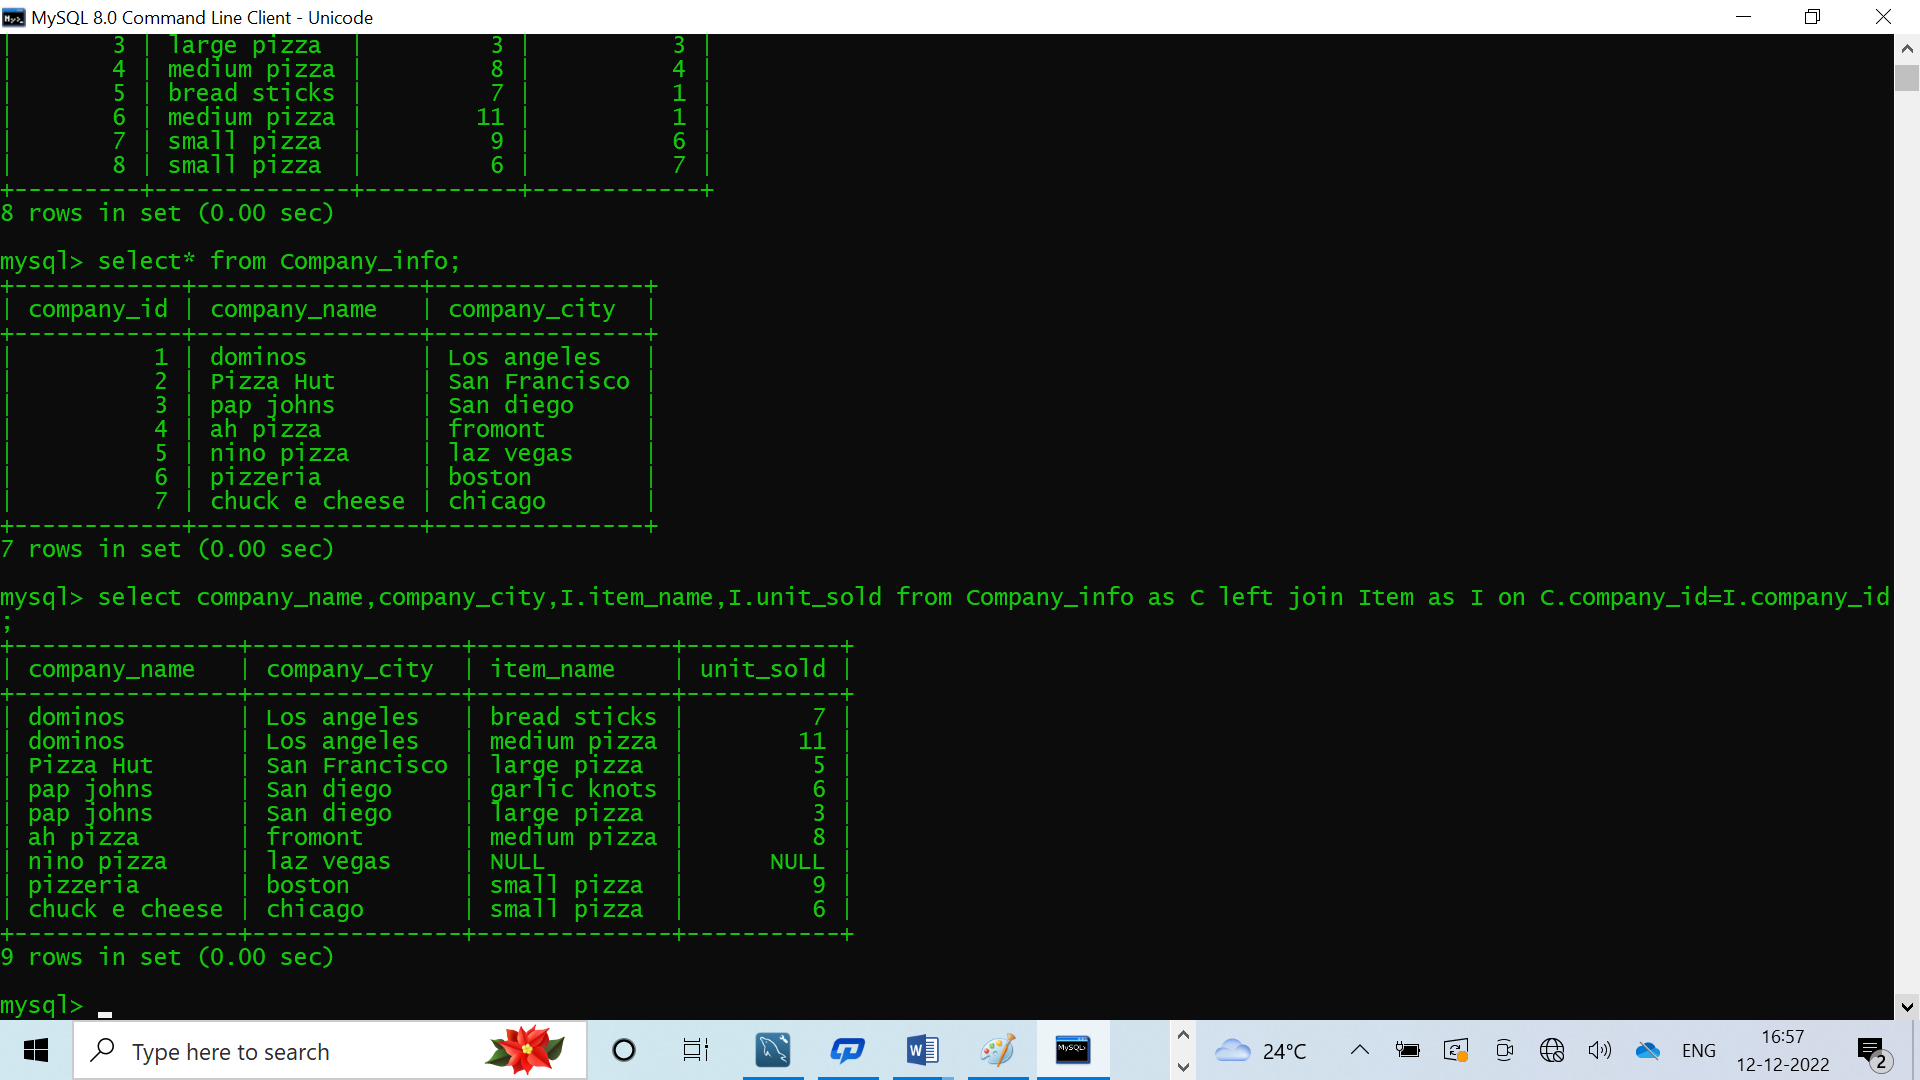 MySQL 8.0 Command Line Client - Unicode
| 3 | large pizza | 3 | 3 |
| 4 | medium pizza | 8 | 4 |
| 5 | bread sticks | 7 | 1 |
| 6 | medium pizza | 11 | 1 |
| 7 | small pizza | 9 | 6 |
| 8 | small pizza | 6 | 7 |
+---------+--------------+-----------+------------+
8 rows in set (0.00 sec)
mysql> select* from Company_info;
+------------+----------------+---------------+
| company_id | company_name | company_city |
+------------+----------------+---------------+
| 1 | dominos | Los angeles |
| 2 | Pizza Hut | San Francisco |
| 3 | pap johns | San diego |
| 4 | ah pizza | fromont |
| 5 | nino pizza | laz vegas |
| 6 | pizzeria | boston |
| 7 | chuck e cheese | chicago |
+------------+----------------+---------------+
7 rows in set (0.00 sec)
mysql> select company_name,company_city,I.item_name,I.unit_sold from Company_info as C left join Item as I on C.company_id=I.company_id
;
+----------------+---------------+--------------+-----------+
| company_name | company_city | item_name | unit_sold |
+----------------+---------------+--------------+-----------+
| dominos | Los angeles | bread sticks | 7 |
| dominos | Los angeles | medium pizza | 11 |
| Pizza Hut | San Francisco | large pizza | 5 |
| pap johns | San diego | garlic knots | 6 |
| pap johns | San diego | large pizza | 3 |
| ah pizza | fromont | medium pizza | 8 |
| nino pizza | laz vegas | NULL | NULL |
| pizzeria | boston | small pizza | 9 |
| chuck e cheese | chicago | small pizza | 6 |
+----------------+---------------+--------------+-----------+
9 rows in set (0.00 sec)
mysql> _
Type here to search
MySQL>
24°C
ENG
16:57
12-12-2022
2